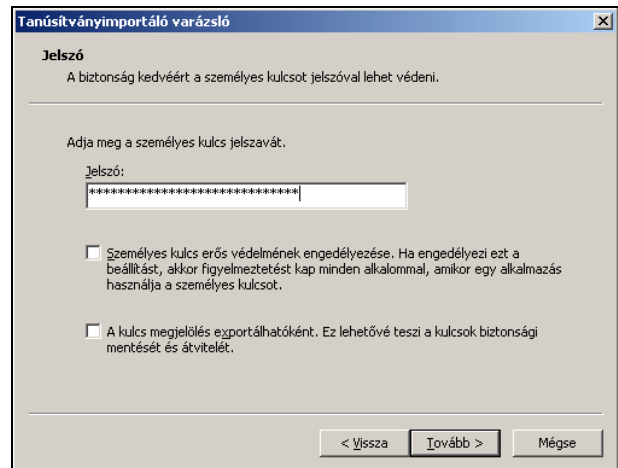 Tanúsítványimportáló varázsló
Jelszó
A biztonság kedvéért a személyes kulcsot jelszóval lehet védeni.
Adja meg a személyes kulcs jelszavát.
Jelszó:
******************************
Személyes kulcs erős védelmének engedélyezése. Ha engedélyezi ezt a
beállítást, akkor figyelmeztetést kap minden alkalommal, amikor egy alkalmazás
használja a személyes kulcsot.
A kulcs megjelölés exportálhatóként. Ez lehetővé teszi a kulcsok biztonsági
mentését és átvitelét.
< Vissza Tovább > Mégse